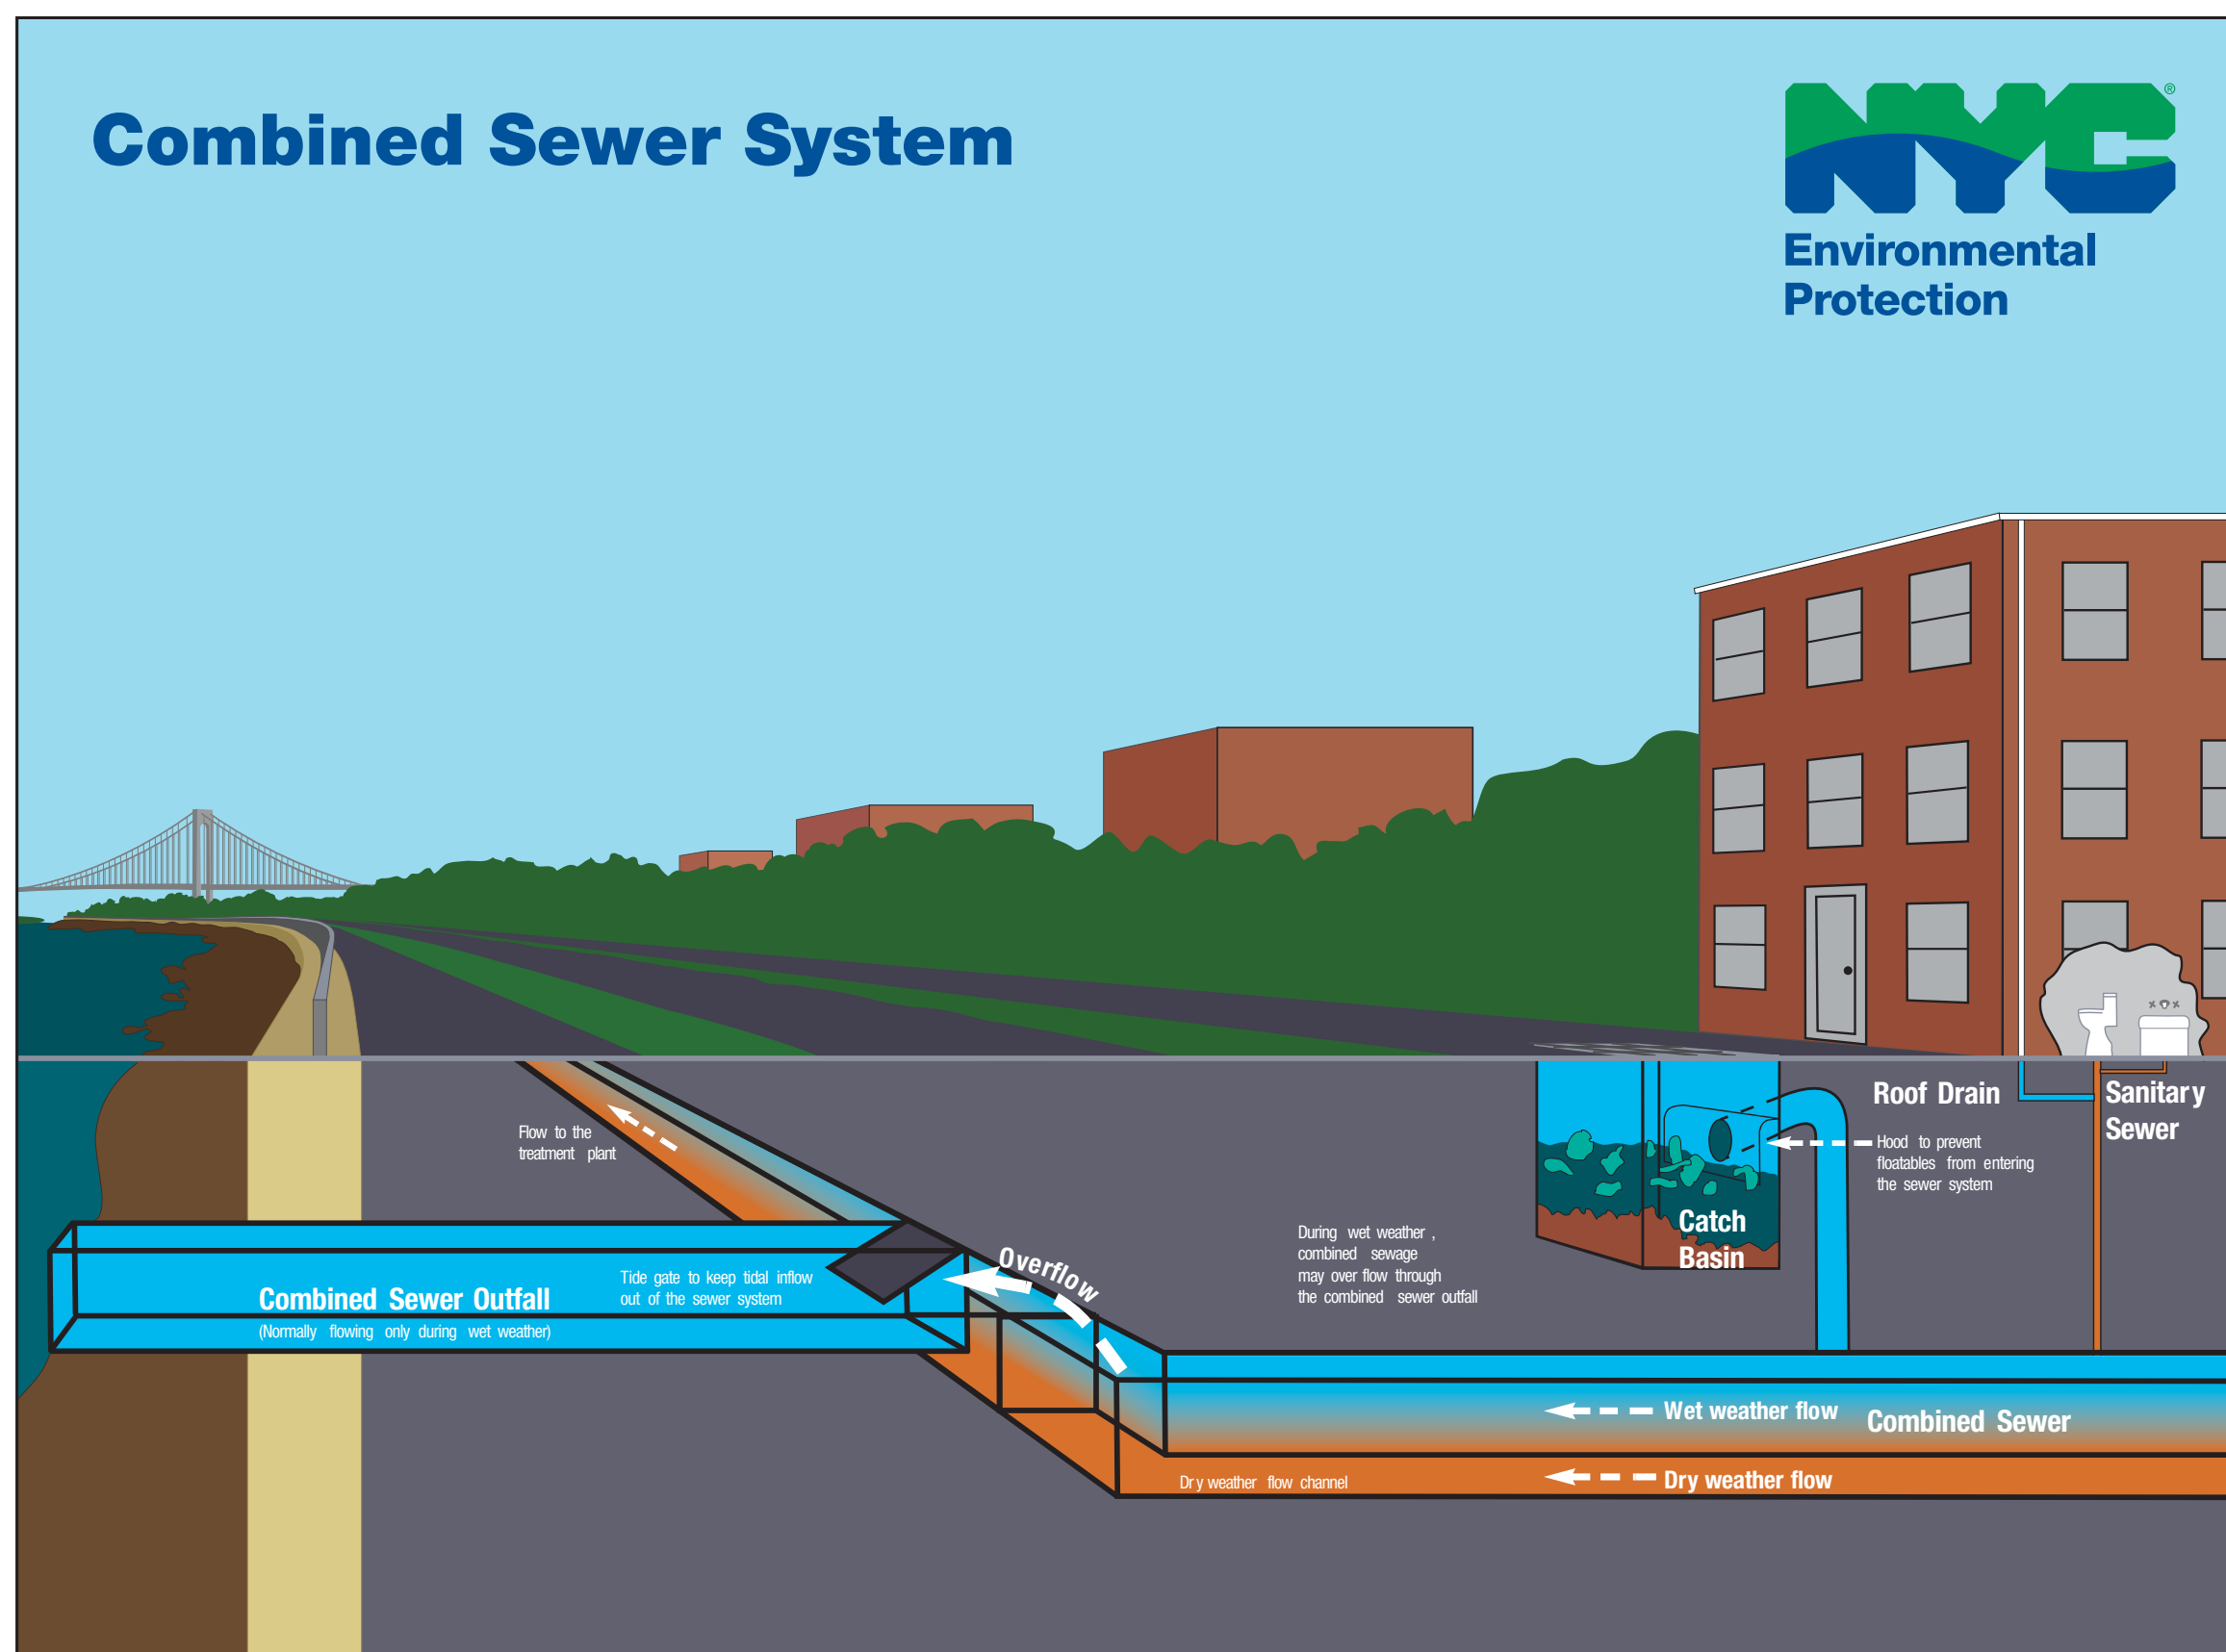 Combined Sewer System
NYC®
Environmental
Protection
Roof Drain
Sanitary
Sewer
Hood to prevent
floatables from entering
the sewer system
Flow to the
treatment plant
Catch
Basin
During wet weather ,
combined sewage
may over flow through
the combined sewer outfall
Overflow
Tide gate to keep tidal inflow
out of the sewer system
Combined Sewer Outfall
(Normally flowing only during wet weather)
Wet weather flow
Combined Sewer
Dry weather flow channel
Dry weather flow